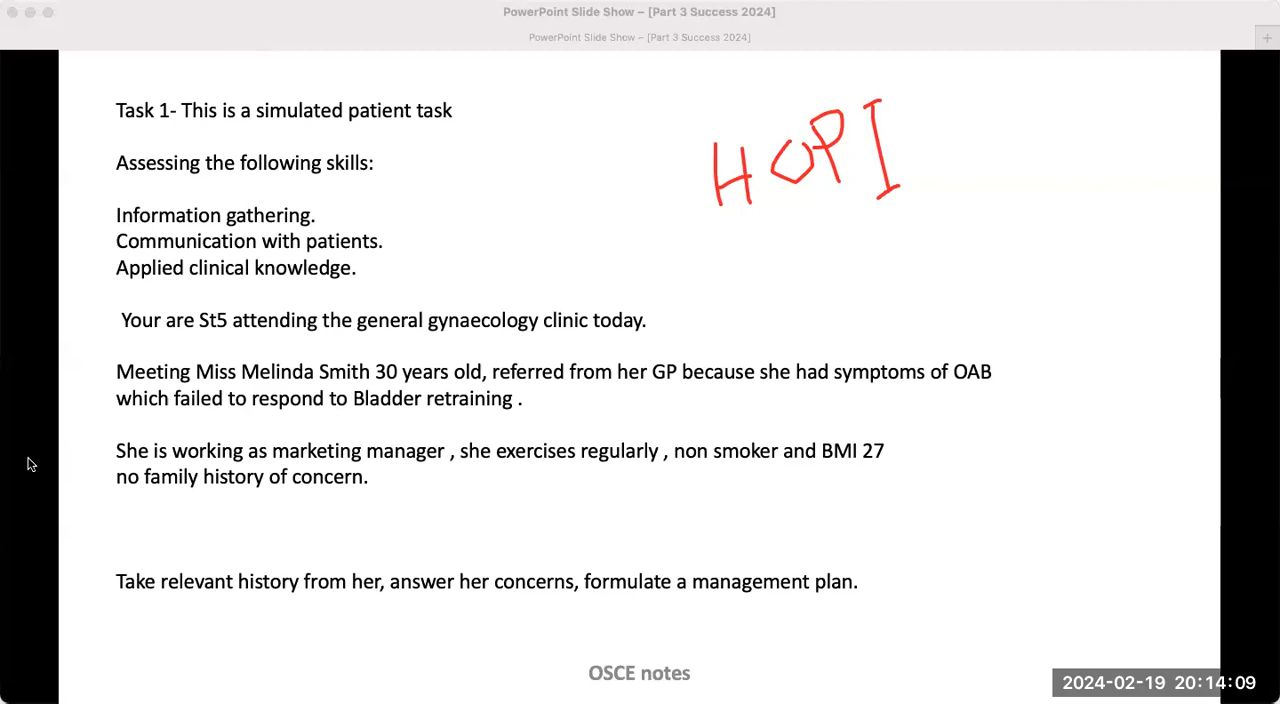 PowerPoint Slide Show – [Part 3 Success 2024]
PowerPoint Slide Show – [Part 3 Success 2024]
Task 1- This is a simulated patient task
HOPI
Assessing the following skills:
Information gathering.
Communication with patients.
Applied clinical knowledge.
Your are St5 attending the general gynaecology clinic today.
Meeting Miss Melinda Smith 30 years old, referred from her GP because she had symptoms of OAB
which failed to respond to Bladder retraining .
She is working as marketing manager , she exercises regularly , non smoker and BMI 27
no family history of concern.
Take relevant history from her, answer her concerns, formulate a management plan.
OSCE notes
2024-02-19 20:14:09